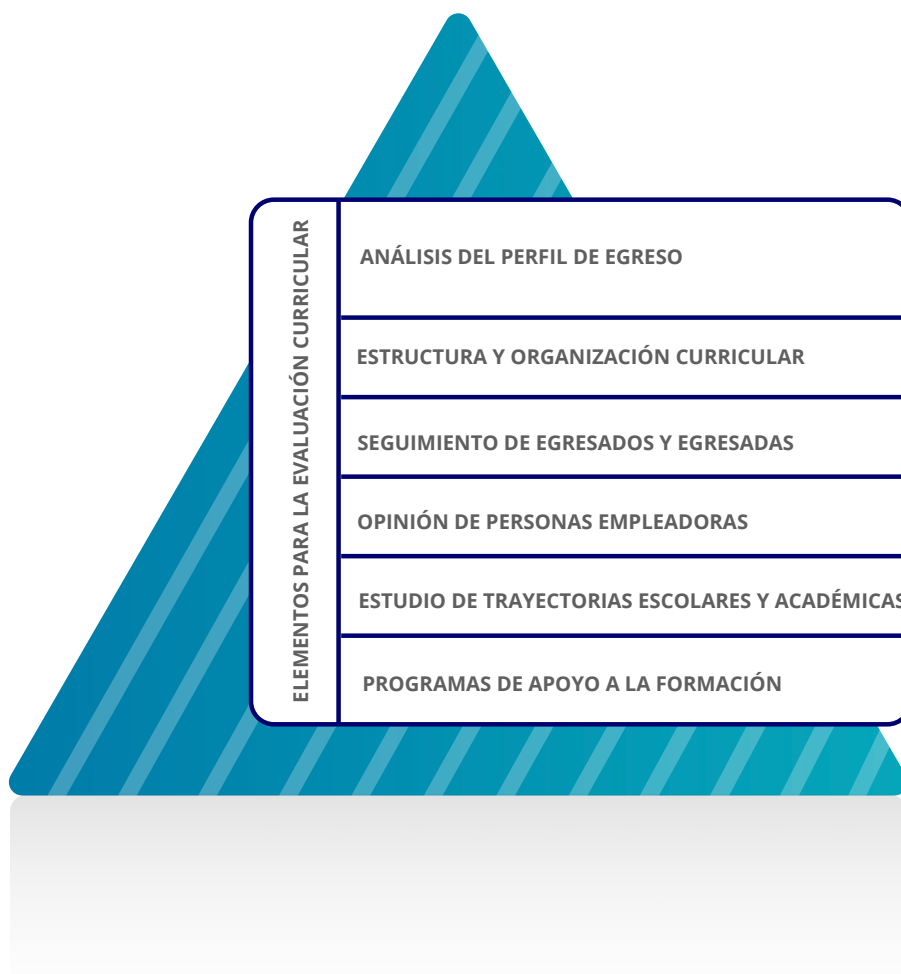 ELEMENTOS PARA LA EVALUACIÓN CURRICULAR
ANÁLISIS DEL PERFIL DE EGRESO
ESTRUCTURA Y ORGANIZACIÓN CURRICULAR
SEGUIMIENTO DE EGRESADOS Y EGRESADAS
OPINIÓN DE PERSONAS EMPLEADORAS
ESTUDIO DE TRAYECTORIAS ESCOLARES Y ACADÉMICAS
PROGRAMAS DE APOYO A LA FORMACIÓN